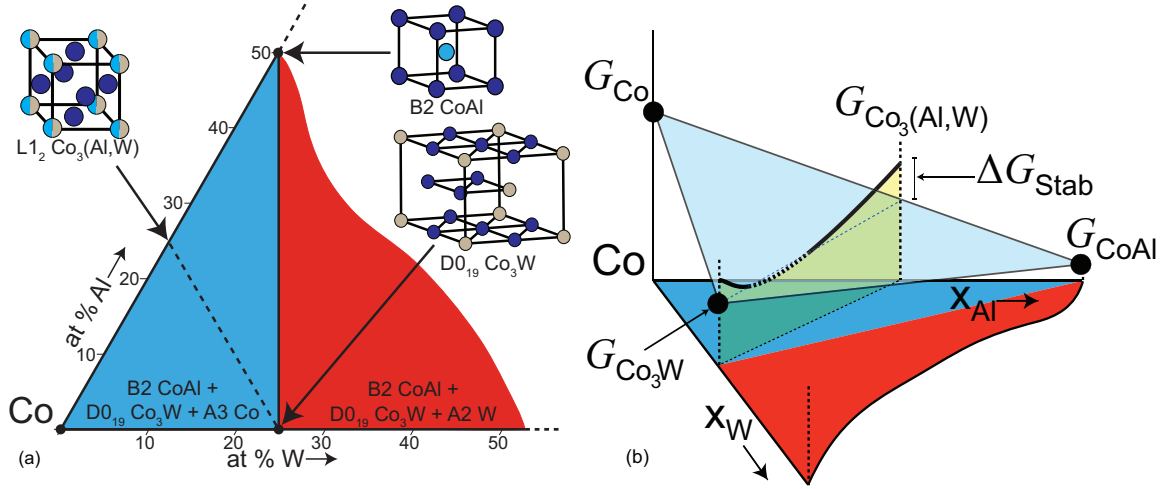 L1₂ Co₃(Al,W)
B2 CoAl
D0₁₉ Co₃W
at % Al→
50
40
30
20
10
B2 CoAl +
D0₁₉ Co₃W + A3 Co
B2 CoAl +
D0₁₉ Co₃W + A2 W
Co
10
20
30
40
50
at % W→
(a)
G_Co
G_Co₃(Al,W)
ΔG_Stab
G_CoAl
Co
X_Al
G_Co₃W
X_W
(b)